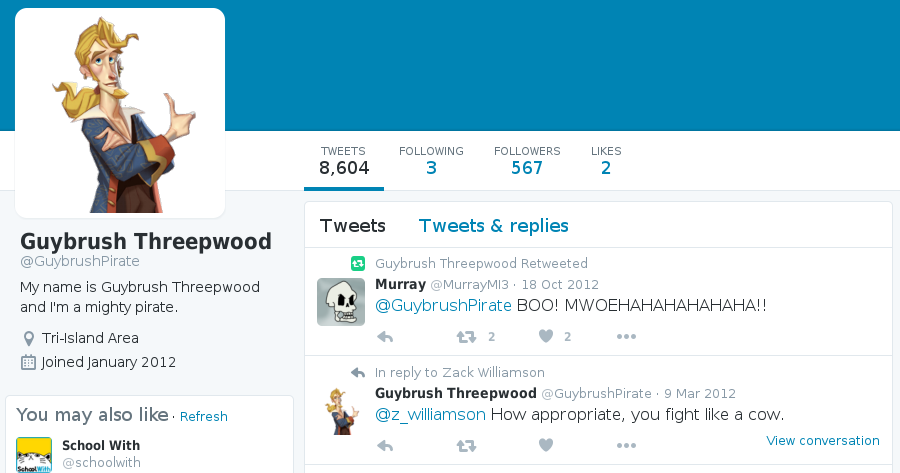 TWEETS FOLLOWING FOLLOWERS LIKES
8,604 3 567 2
Guybrush Threepwood
@GuybrushPirate
My name is Guybrush Threepwood
and I'm a mighty pirate.
Tri-Island Area
Joined January 2012
You may also like · Refresh
School With
@schoolwith
SchoolWith
Tweets Tweets & replies
Guybrush Threepwood Retweeted
Murray @MurrayMI3 · 18 Oct 2012
@GuybrushPirate BOO! MWOEHAHAHAHAHAHA!!
2 2
In reply to Zack Williamson
Guybrush Threepwood @GuybrushPirate · 9 Mar 2012
@z_williamson How appropriate, you fight like a cow.
View conversation